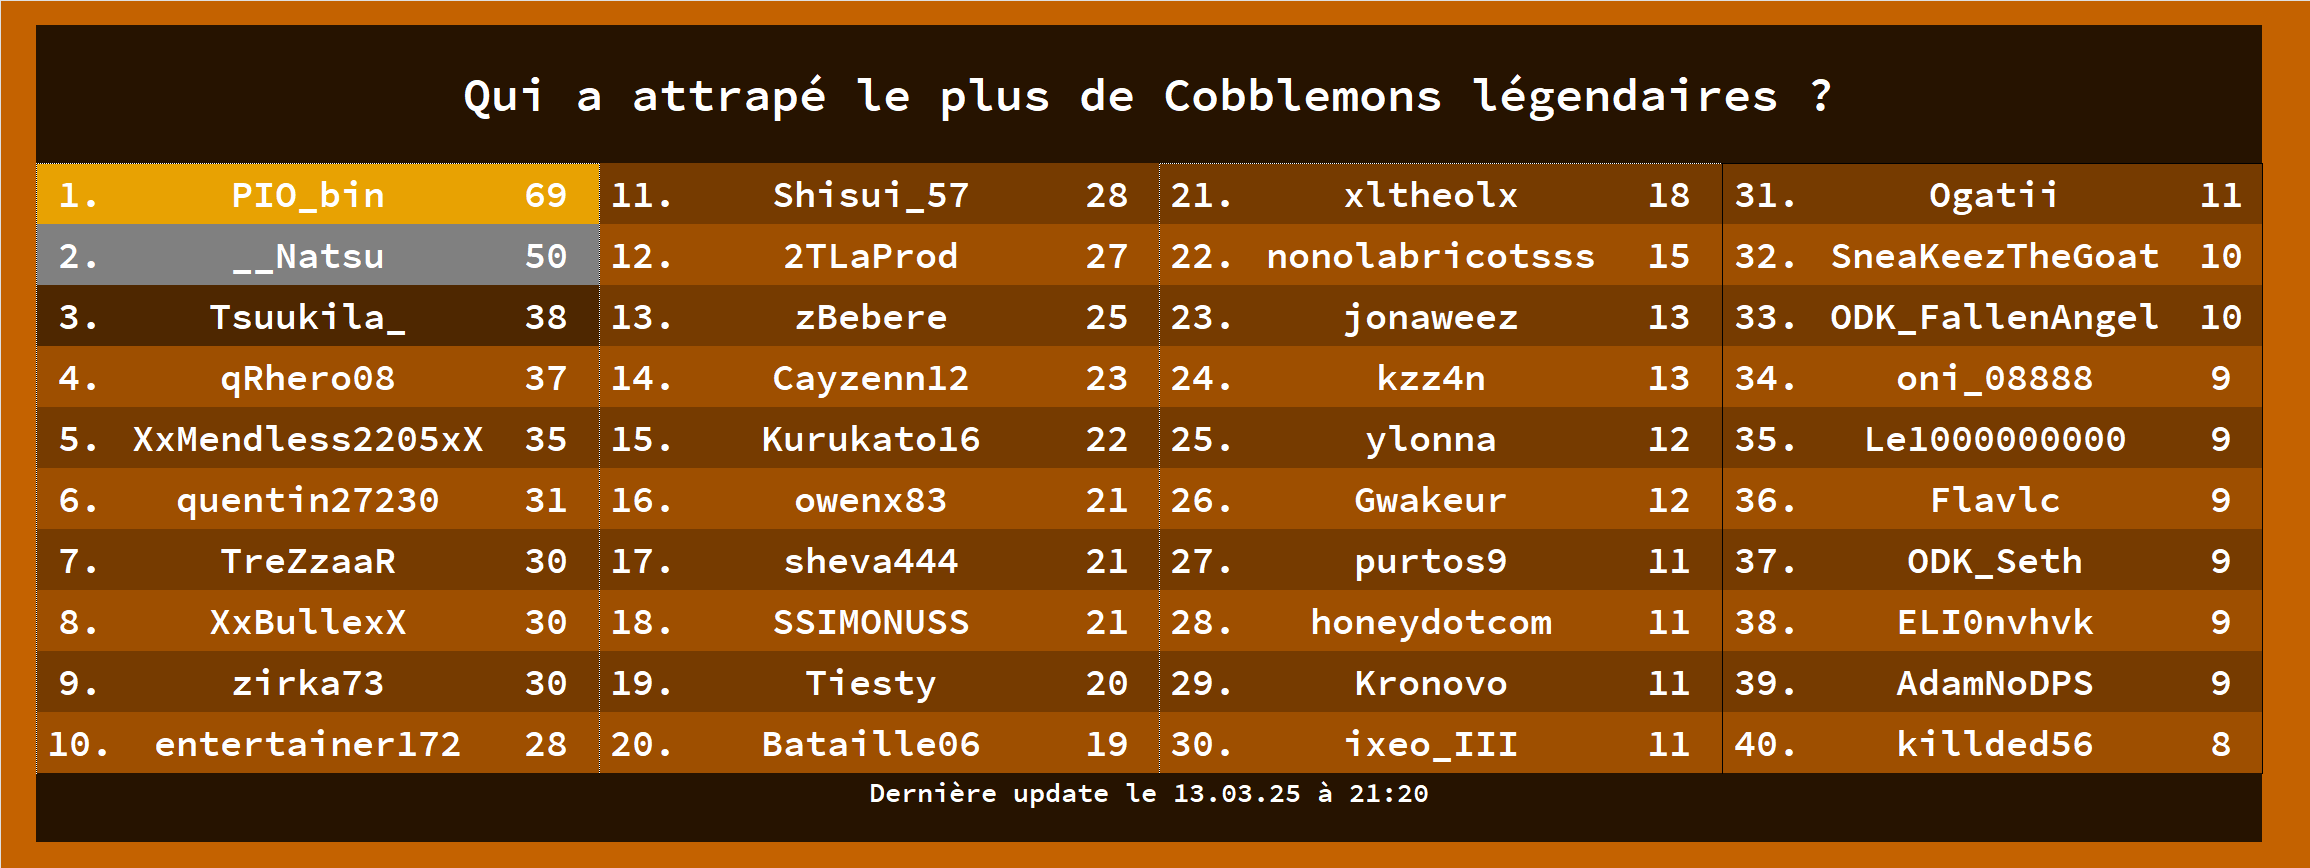 Qui a attrapé le plus de Cobblemons légendaires ?
1. PIO_bin 69 11. Shisui_57 28 21. xltheolx 18 31. Ogatii 11
2. __Natsu 50 12. 2TLaProd 27 22. nonolabricotsss 15 32. SneaKeezTheGoat 10
3. Tsuukila_ 38 13. zBebere 25 23. jonaweez 13 33. ODK_FallenAngel 10
4. qRhero08 37 14. Cayzenn12 23 24. kzz4n 13 34. oni_08888 9
5. XxMendless2205xX 35 15. Kurukato16 22 25. ylonna 12 35. Le1000000000 9
6. quentin27230 31 16. owenx83 21 26. Gwakeur 12 36. Flavlc 9
7. TreZzaaR 30 17. sheva444 21 27. purtos9 11 37. ODK_Seth 9
8. XxBullexX 30 18. SSIMONUSS 21 28. honeydotcom 11 38. ELI0nvhvk 9
9. zirka73 30 19. Tiesty 20 29. Kronovo 11 39. AdamNoDPS 9
10. entertainer172 28 20. Bataille06 19 30. ixeo_III 11 40. killded56 8
Dernière update le 13.03.25 à 21:20